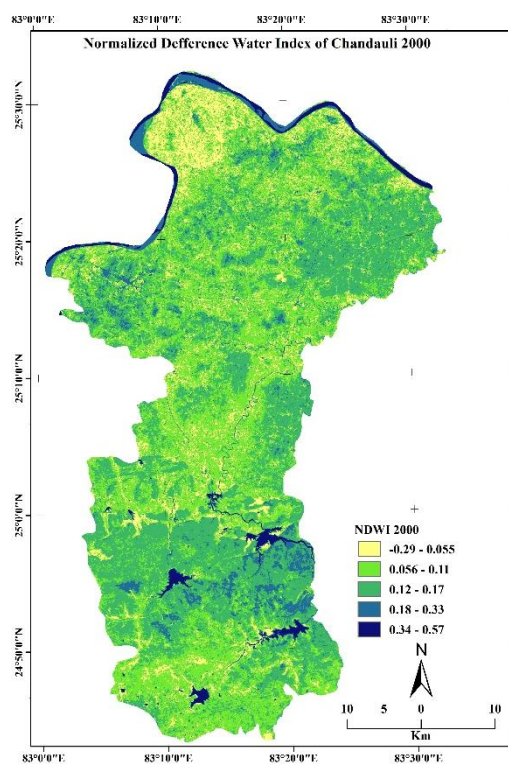 83°0'0"E 83°10'0"E 83°20'0"E 83°30'0"E
Normalized Defference Water Index of Chandauli 2000
25°30'0"N
25°20'0"N
25°10'0"N
25°0'0"N
24°50'0"N
NDWI 2000
-0.29 - 0.055
0.056 - 0.11
0.12 - 0.17
0.18 - 0.33
0.34 - 0.57
N
10 5 0 10
Km
83°0'0"E 83°10'0"E 83°20'0"E 83°30'0"E